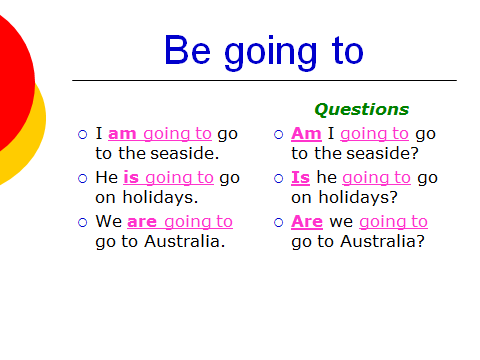 Be going to
I am going to go
to the seaside.
He is going to go
on holidays.
We are going to
go to Australia.
Questions
Am I going to go
to the seaside?
Is he going to go
on holidays?
Are we going to
go to Australia?